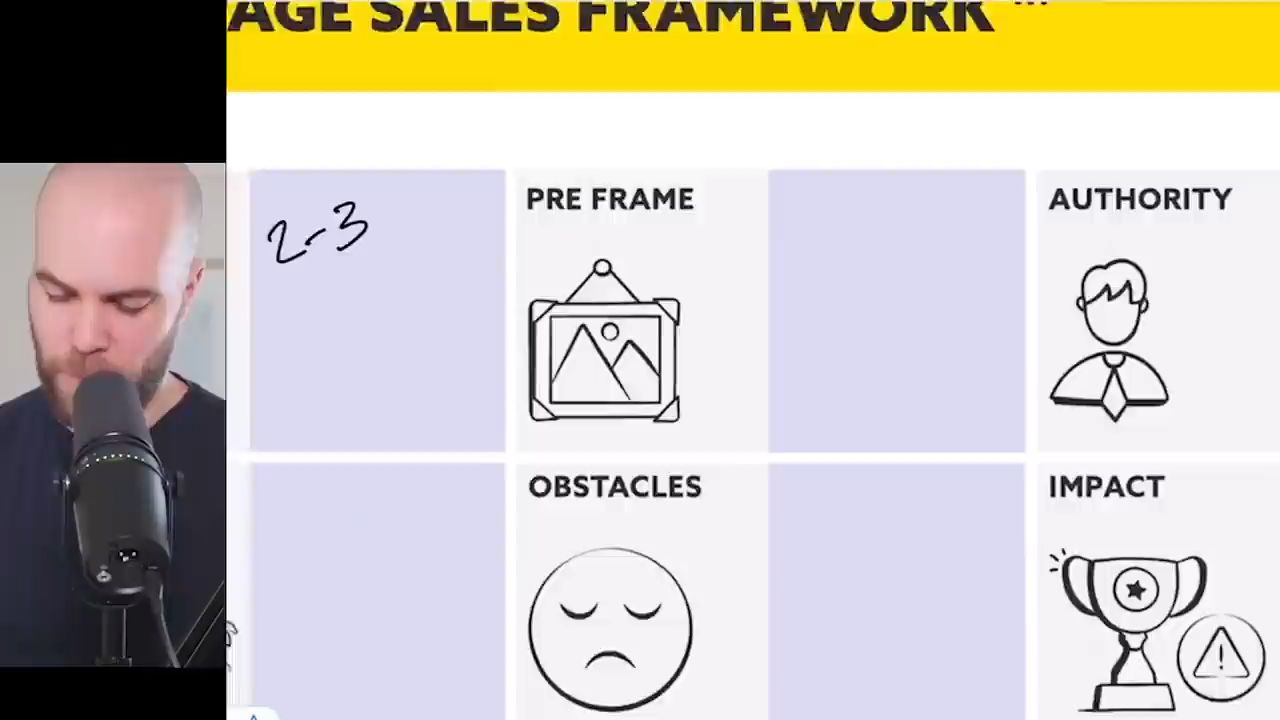 AGE SALES FRAMEWORK
2-3
PRE FRAME
AUTHORITY
OBSTACLES
IMPACT